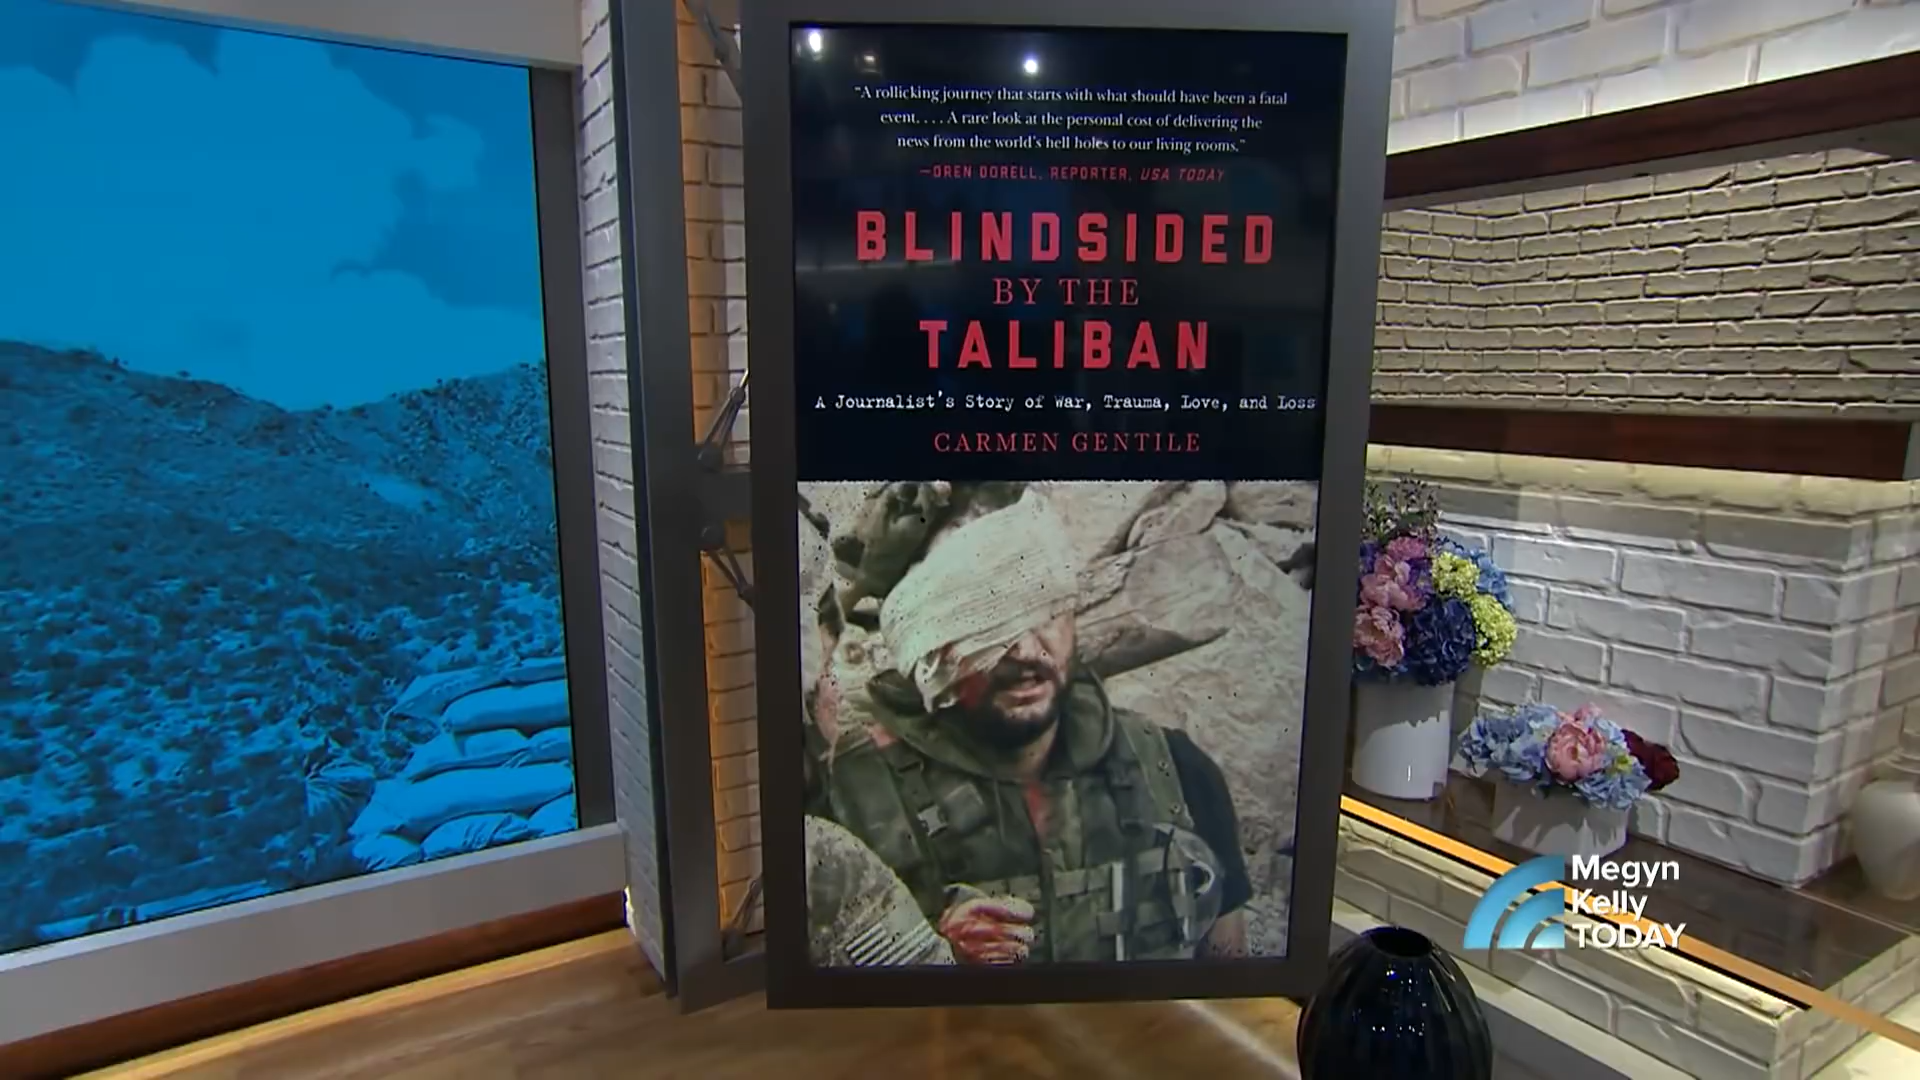 "A rollicking journey that starts with what should have been a fatal
event. . . . A rare look at the personal cost of delivering the
news from the world's hell holes to our living rooms."
—OREN DORELL, REPORTER, USA TODAY
BLINDSIDED
BY THE
TALIBAN
A Journalist's Story of War, Trauma, Love, and Loss
CARMEN GENTILE
Megyn
Kelly
TODAY